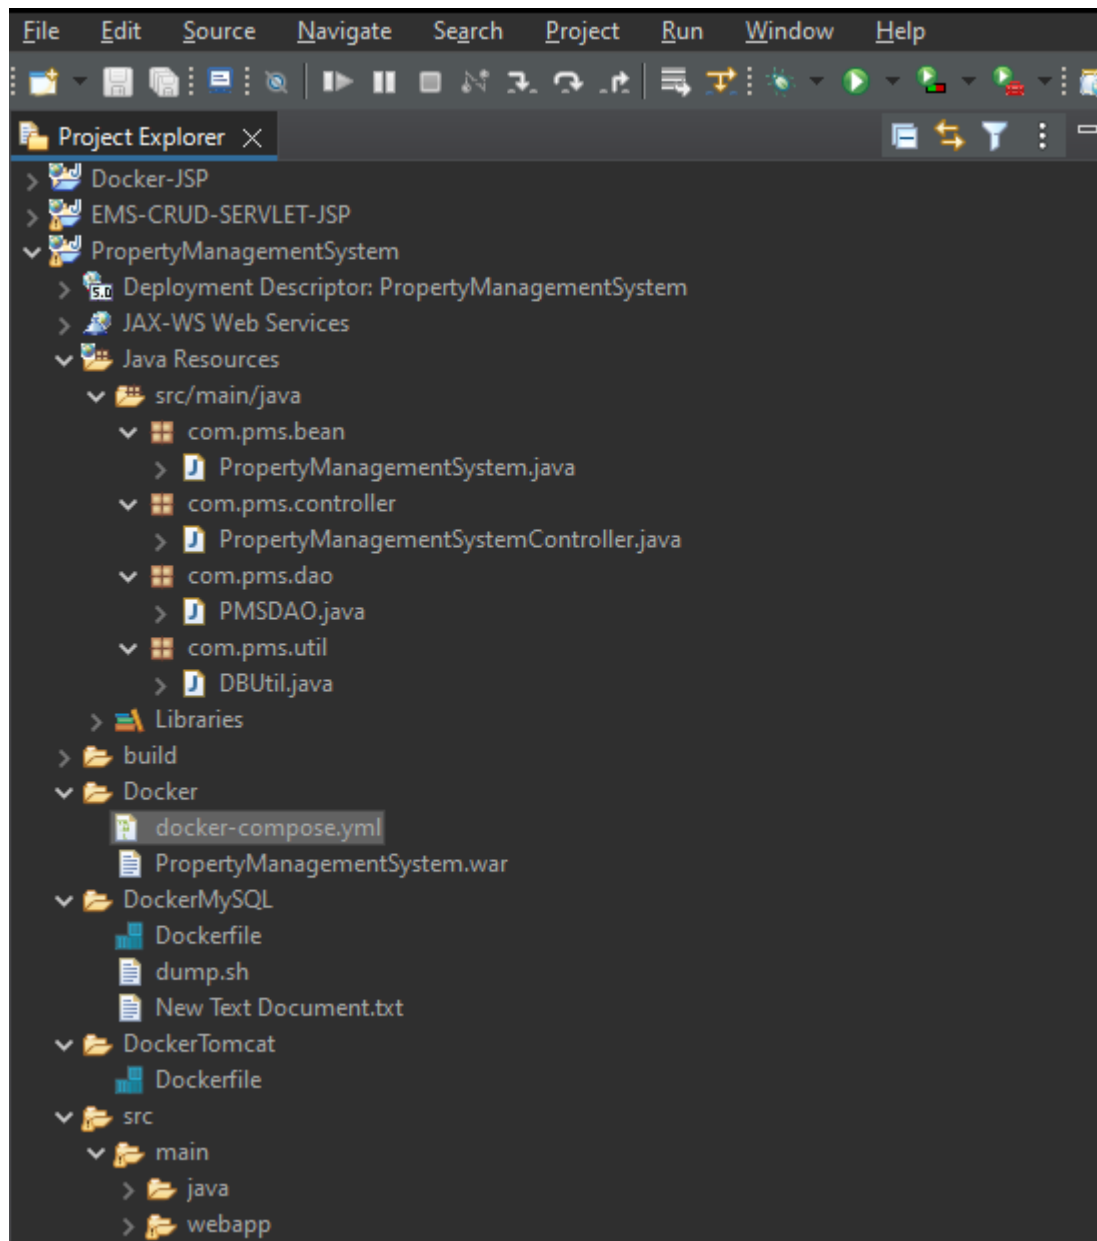 File Edit Source Navigate Search Project Run Window Help
Project Explorer
Docker-JSP
EMS-CRUD-SERVLET-JSP
PropertyManagementSystem
5.0 Deployment Descriptor: PropertyManagementSystem
JAX-WS Web Services
Java Resources
src/main/java
com.pms.bean
J PropertyManagementSystem.java
com.pms.controller
J PropertyManagementSystemController.java
com.pms.dao
J PMSDAO.java
com.pms.util
J DBUtil.java
Libraries
build
Docker
docker-compose.yml
PropertyManagementSystem.war
DockerMySQL
Dockerfile
dump.sh
New Text Document.txt
DockerTomcat
Dockerfile
src
main
java
webapp